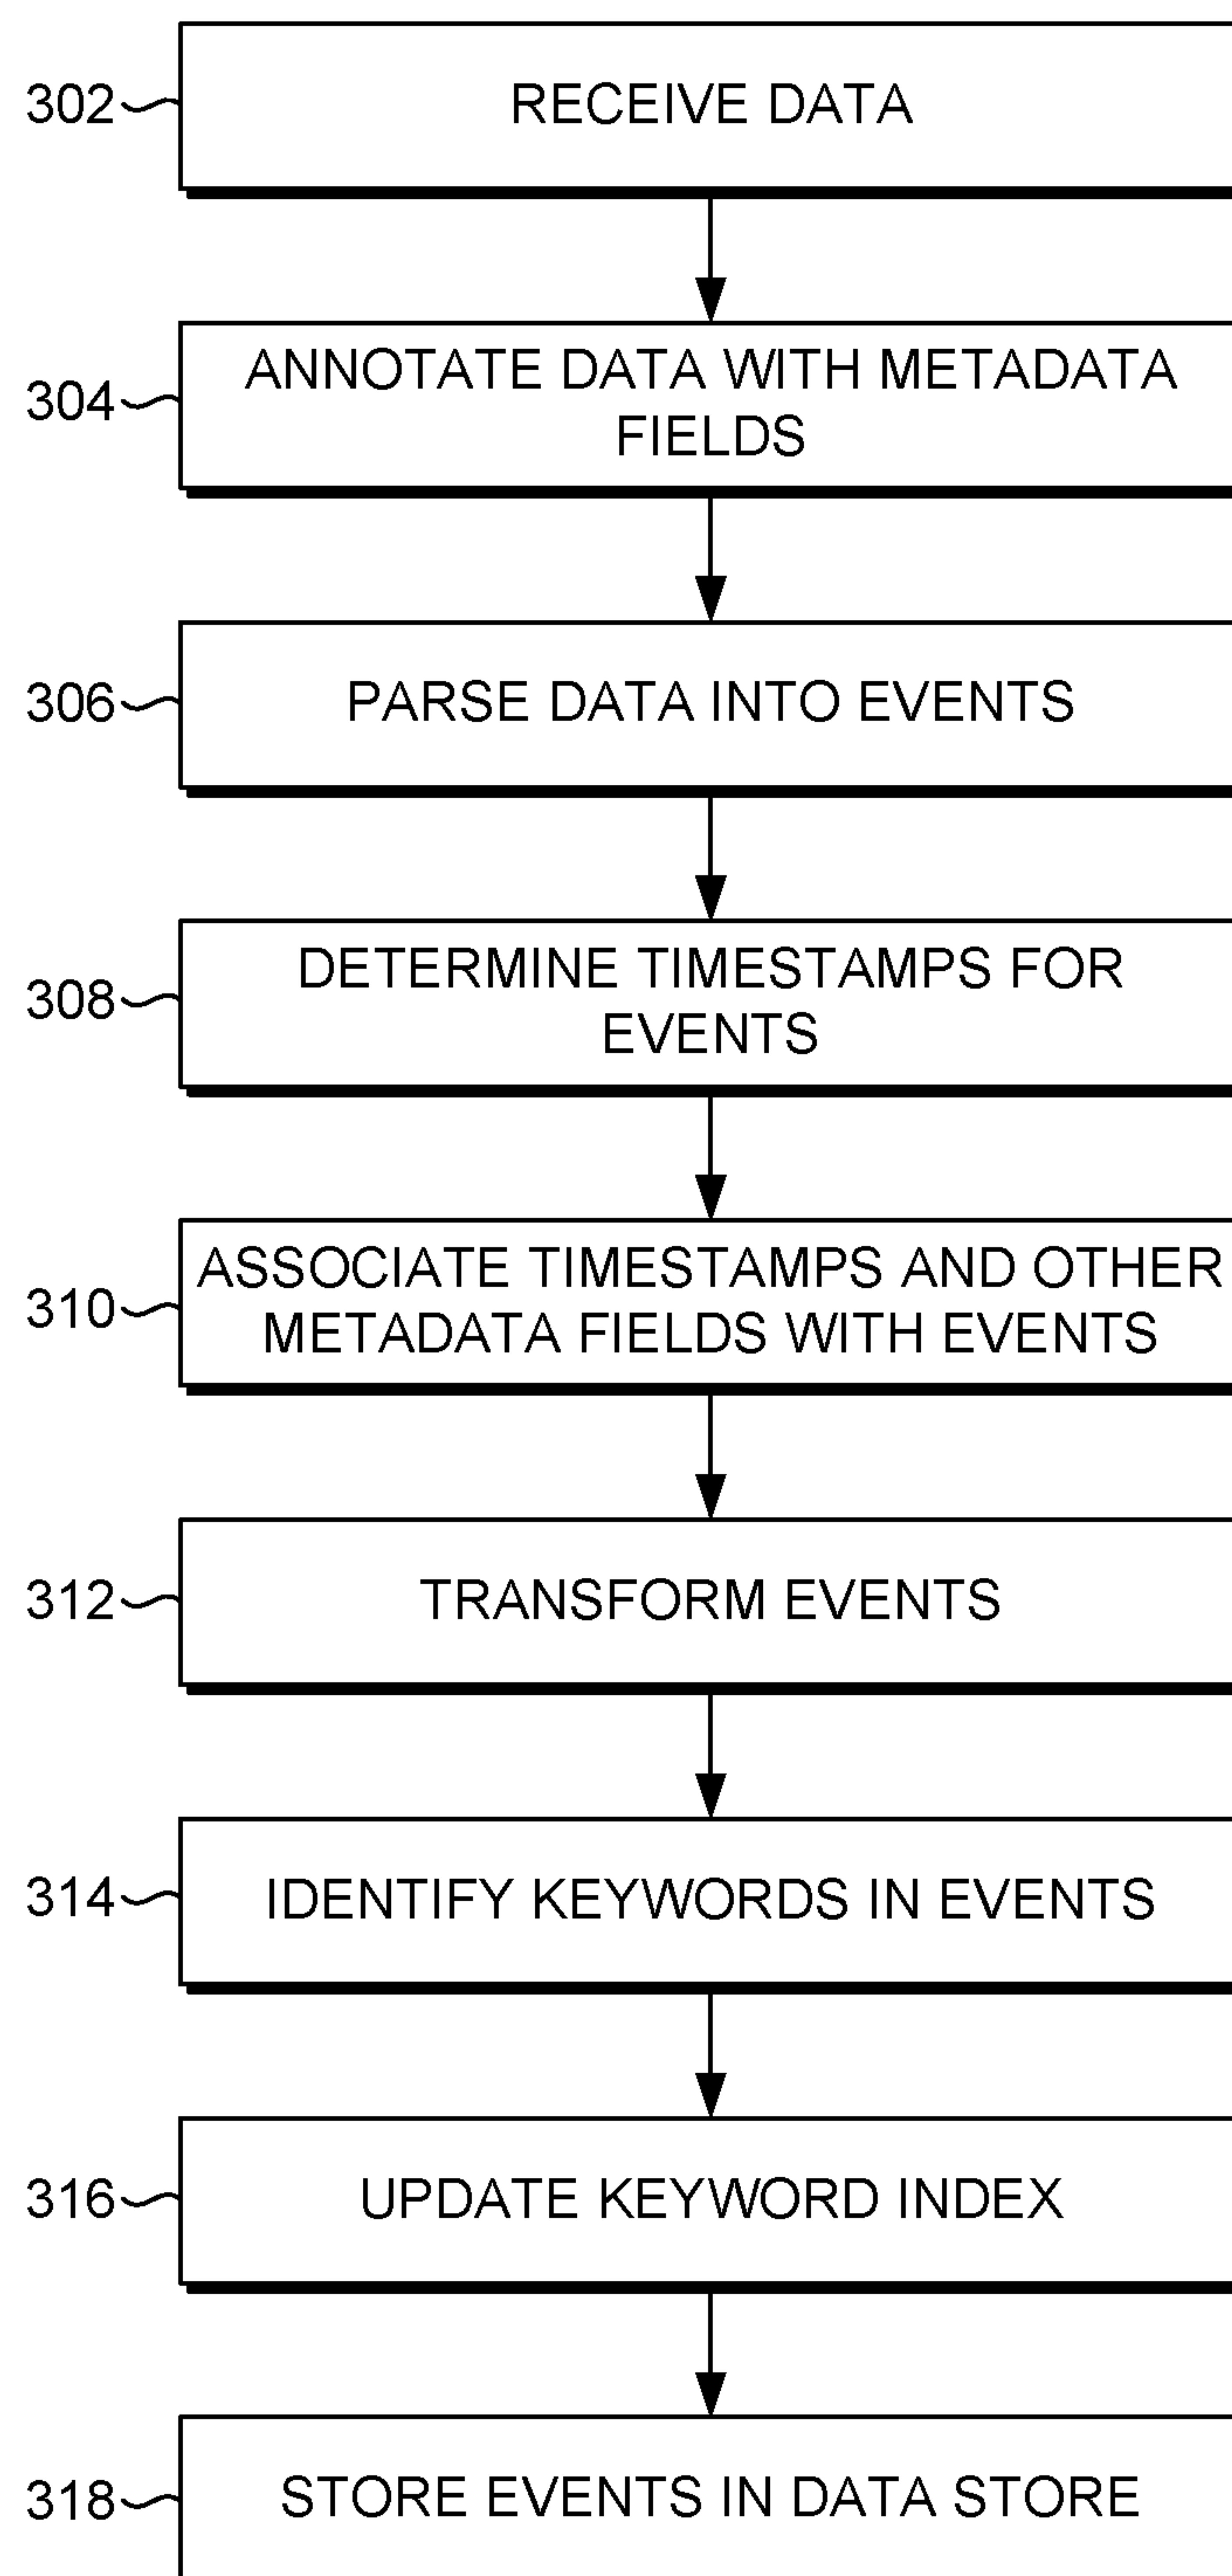 302 RECEIVE DATA
304 ANNOTATE DATA WITH METADATA
FIELDS
306 PARSE DATA INTO EVENTS
308 DETERMINE TIMESTAMPS FOR
EVENTS
310 ASSOCIATE TIMESTAMPS AND OTHER
METADATA FIELDS WITH EVENTS
312 TRANSFORM EVENTS
314 IDENTIFY KEYWORDS IN EVENTS
316 UPDATE KEYWORD INDEX
318 STORE EVENTS IN DATA STORE